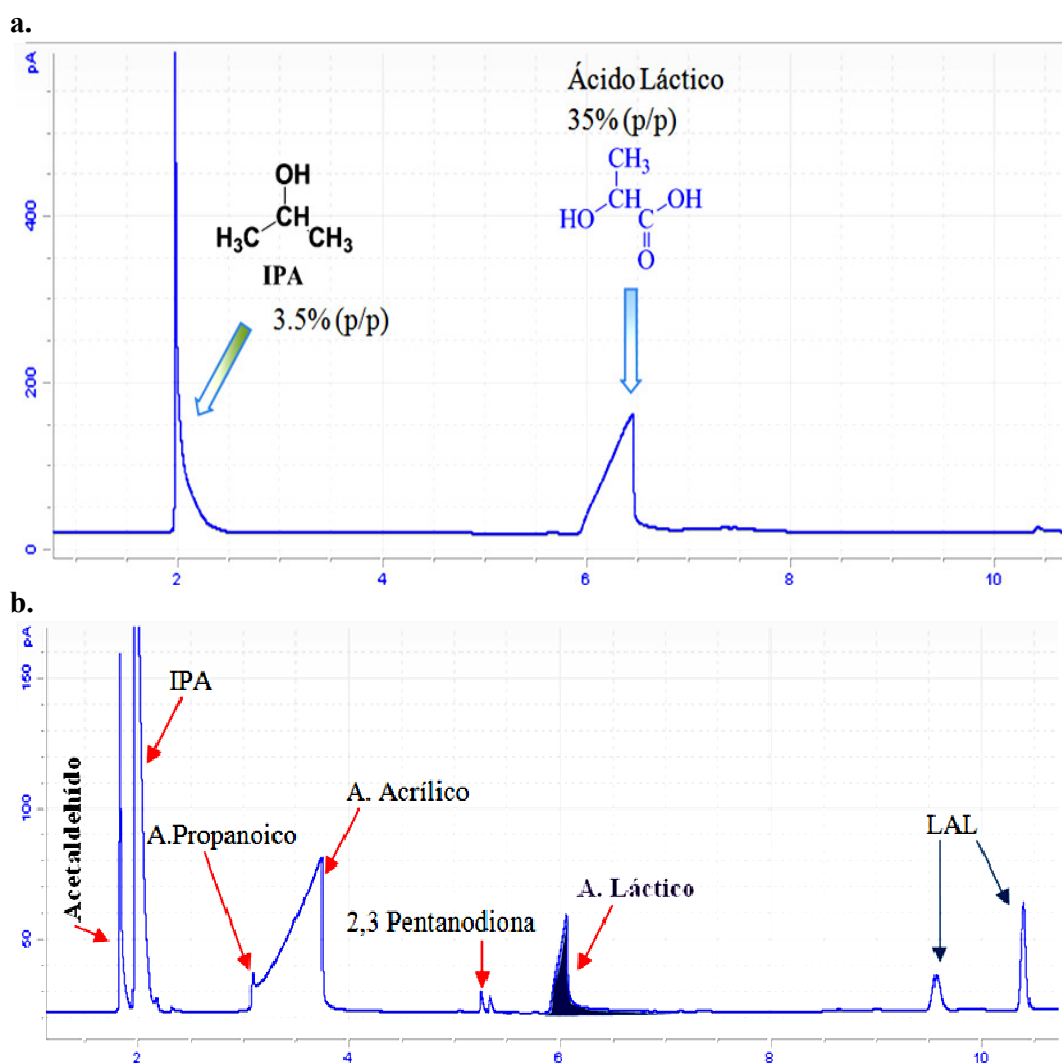 a.
pA
Ácido Láctico
35% (p/p)
CH3
CH
OH
HO
C
O
OH
CH
H3C
CH3
IPA
3.5% (p/p)
400
200
0
2
4
6
8
10
b.
pA
150
IPA
100
A. Acrílico
Acetaldehído
A.Propanoico
LAL
A. Láctico
2,3 Pentanodiona
50
2
4
6
8
10